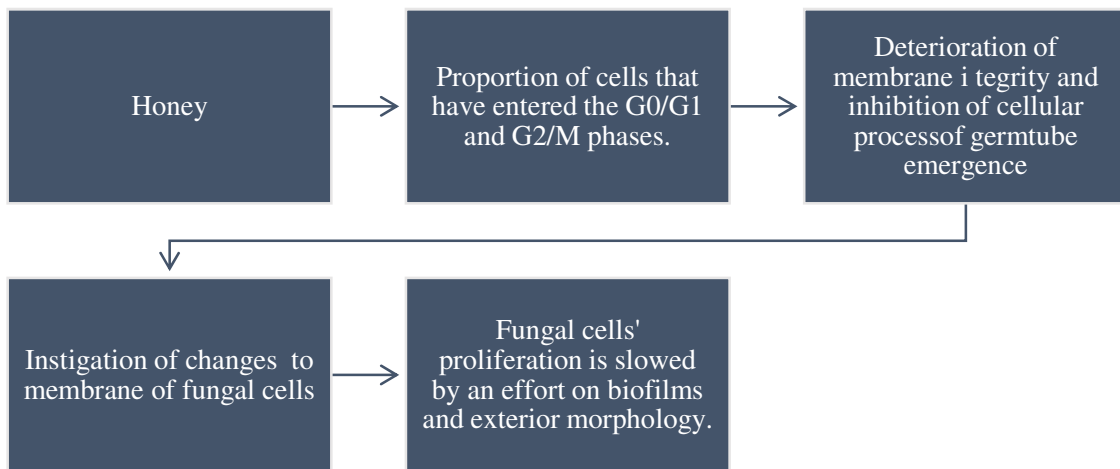 Honey
Proportion of cells that
have entered the G0/G1
and G2/M phases.
Deterioration of
membrane i tegrity and
inhibition of cellular
processof germtube
emergence
Instigation of changes to
membrane of fungal cells
Fungal cells'
proliferation is slowed
by an effort on biofilms
and exterior morphology.